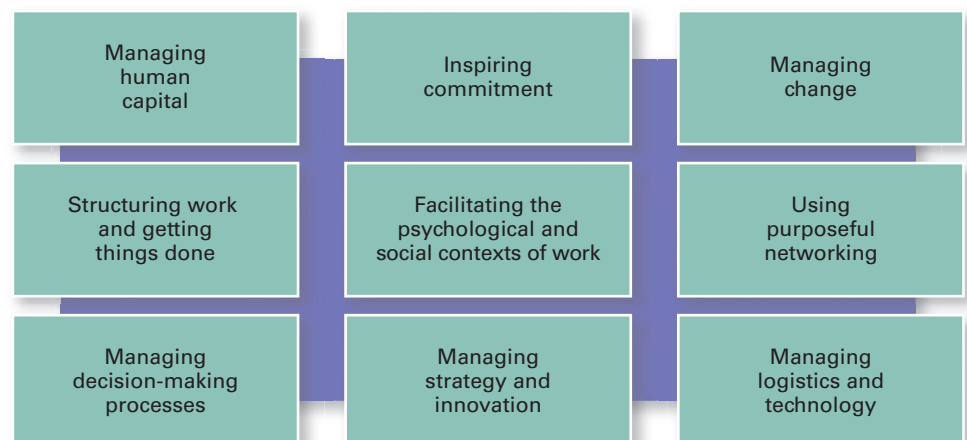 Managing
human
capital
Inspiring
commitment
Managing
change
Structuring work
and getting
things done
Facilitating the
psychological and
social contexts of work
Using
purposeful
networking
Managing
decision-making
processes
Managing
strategy and
innovation
Managing
logistics and
technology